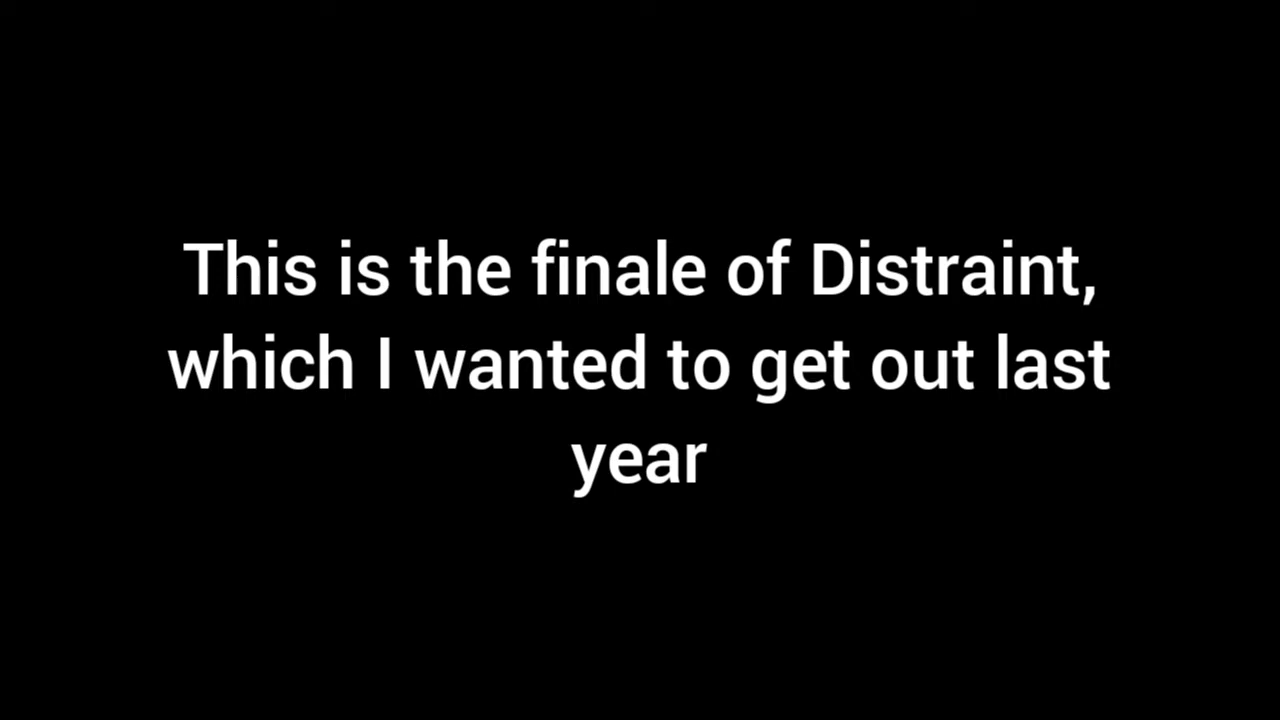 This is the finale of Distraint,
which I wanted to get out last
year